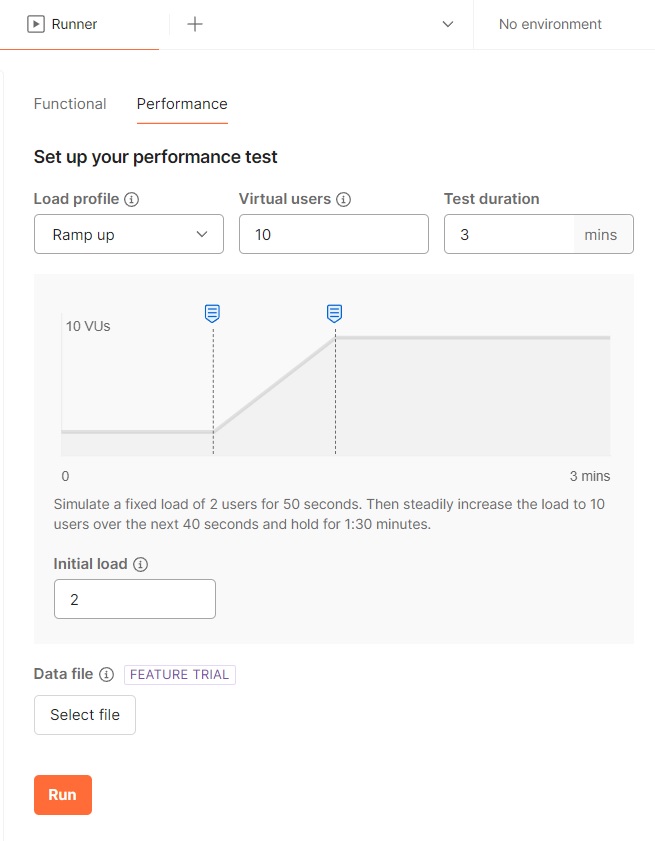 Runner
No environment
Functional Performance
Set up your performance test
Load profile Virtual users Test duration
Ramp up 10 3 mins
10 VUs
0 3 mins
Simulate a fixed load of 2 users for 50 seconds. Then steadily increase the load to 10
users over the next 40 seconds and hold for 1:30 minutes.
Initial load
2
Data file FEATURE TRIAL
Select file
Run